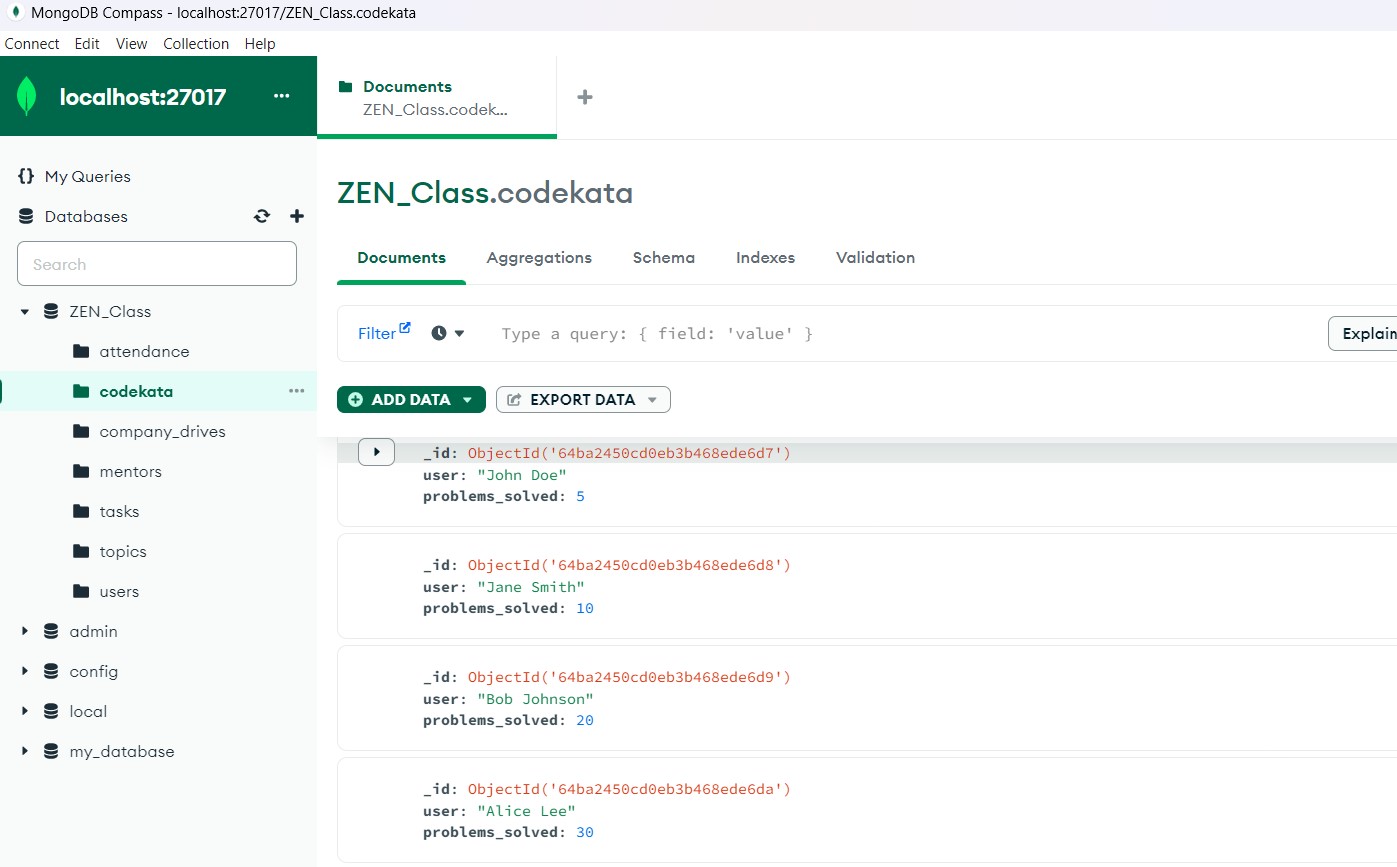 MongoDB Compass - localhost:27017/ZEN_Class.codekata
Connect Edit View Collection Help
localhost:27017 ...
Documents
ZEN_Class.codek...
{} My Queries
Databases
Search
ZEN_Class
attendance
codekata
company_drives
mentors
tasks
topics
users
admin
config
local
my_database
ZEN_Class.codekata
Documents Aggregations Schema Indexes Validation
Filter Type a query: { field: 'value' } Explain
ADD DATA EXPORT DATA
_id: ObjectId('64ba2450cd0eb3b468ede6d7')
user: "John Doe"
problems_solved: 5
_id: ObjectId('64ba2450cd0eb3b468ede6d8')
user: "Jane Smith"
problems_solved: 10
_id: ObjectId('64ba2450cd0eb3b468ede6d9')
user: "Bob Johnson"
problems_solved: 20
_id: ObjectId('64ba2450cd0eb3b468ede6da')
user: "Alice Lee"
problems_solved: 30